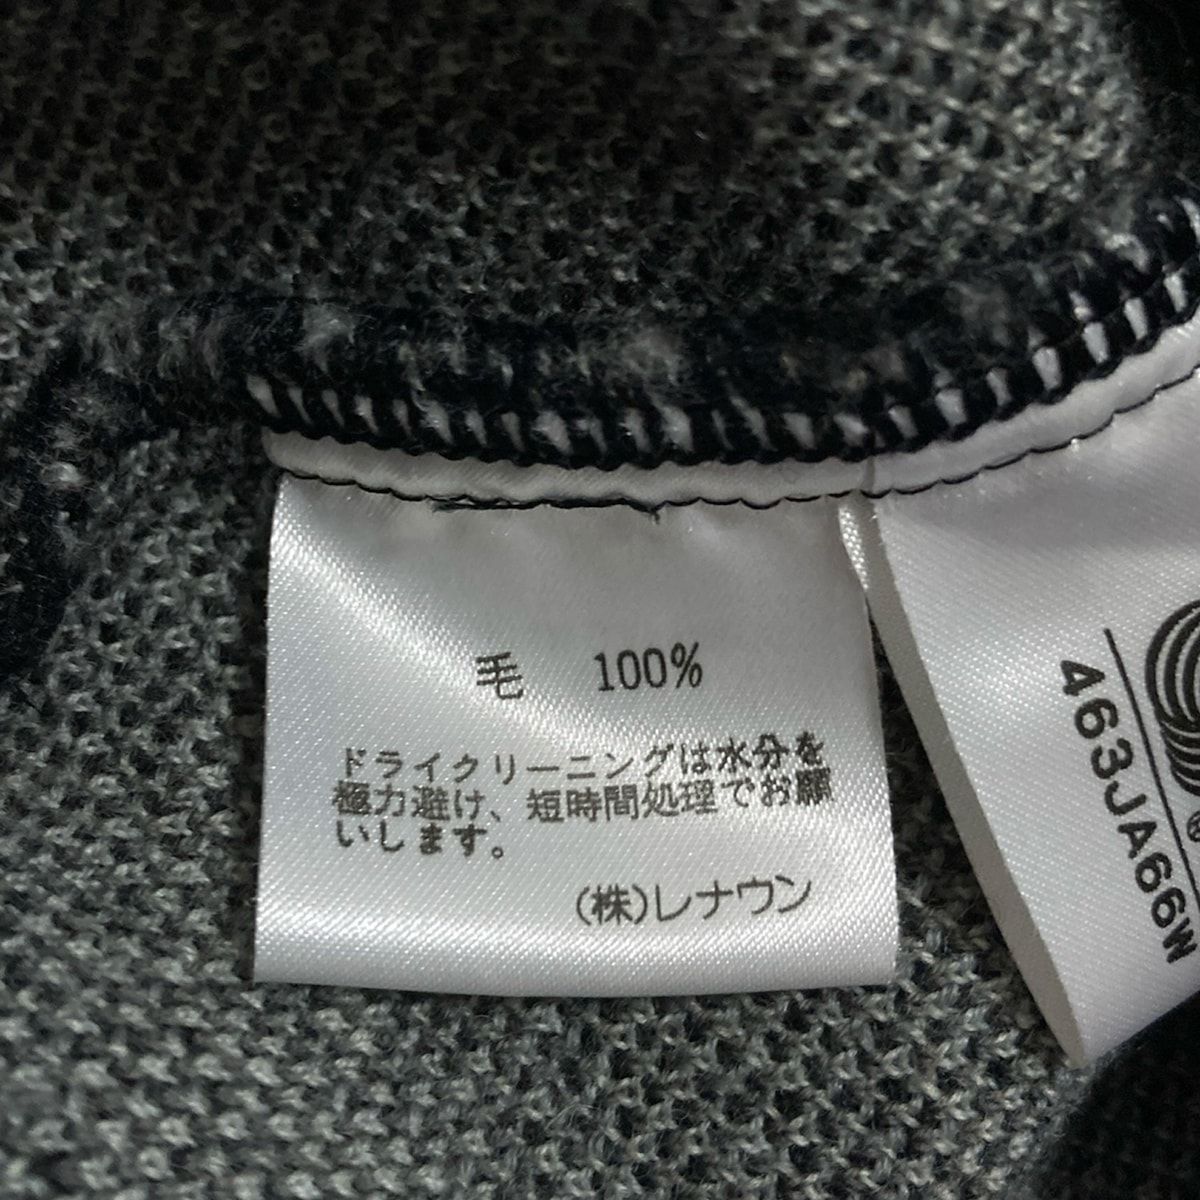 毛 100%
ドライクリーニングは水分を
極力避け、短時間処理でお願
いします。
(株)レナウン
463JA66W
®